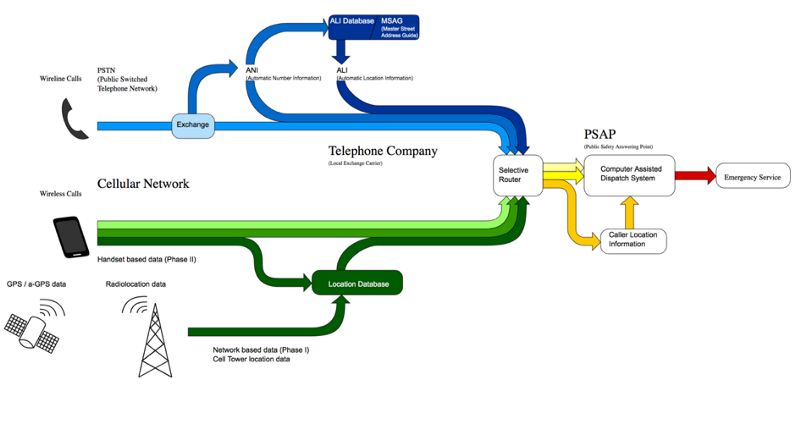 ALI Database
MSAG
(Master Street
Address Guide)
Wireline Calls
PSTN
(Public Switched
Telephone Network)
ANI
(Automatic Number Information)
ALI
(Automatic Location Information)
Exchange
Telephone Company
(Local Exchange Carrier)
PSAP
(Public Safety Answering Point)
Selective
Router
Computer Assisted
Dispatch System
Emergency Service
Cellular Network
Wireless Calls
Caller Location
Information
Handset based data (Phase II)
GPS / a-GPS data
Radiolocation data
Location Database
Network based data (Phase I)
Cell Tower location data